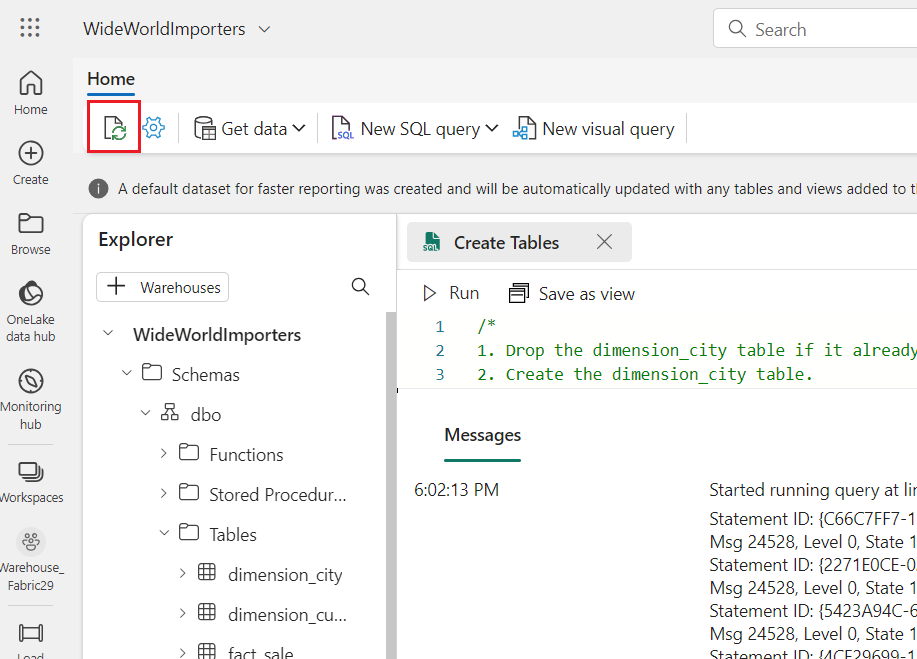 WideWorldImporters
Search
Home
Home
Get data
New SQL query
New visual query
Create
A default dataset for faster reporting was created and will be automatically updated with any tables and views added to
Browse
Explorer
Create Tables
Warehouses
Run
Save as view
OneLake
data hub
WideWorldImporters
1 /*
2 1. Drop the dimension_city table if it already
3 2. Create the dimension_city table.
Schemas
Monitoring
hub
dbo
Functions
Messages
Workspaces
Stored Procedur...
6:02:13 PM
Started running query at
Tables
Statement ID: {C66C7FF7-1
Msg 24528, Level 0, State 1
Warehouse_
Fabric29
dimension_city
Statement ID: {2271E0CE-0
Msg 24528, Level 0, State 1
dimension_cu...
Statement ID: {5423A94C-6
Msg 24528, Level 0, State 1
Load
fact_sale
Statement ID: {4CF29699-1